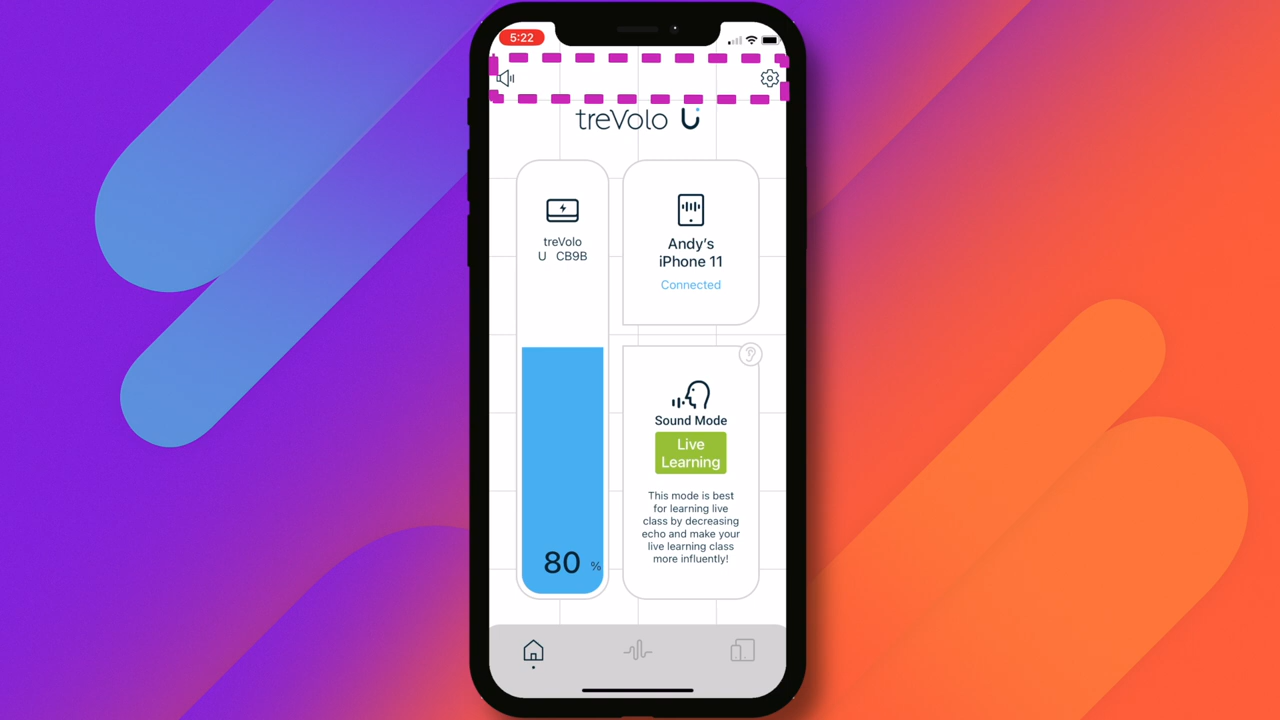 5:22
treVolo U
treVolo
U CB9B
Andy's
iPhone 11
Connected
Sound Mode
Live
Learning
This mode is best
for learning live
class by decreasing
echo and make your
live learning class
more influently!
80 %